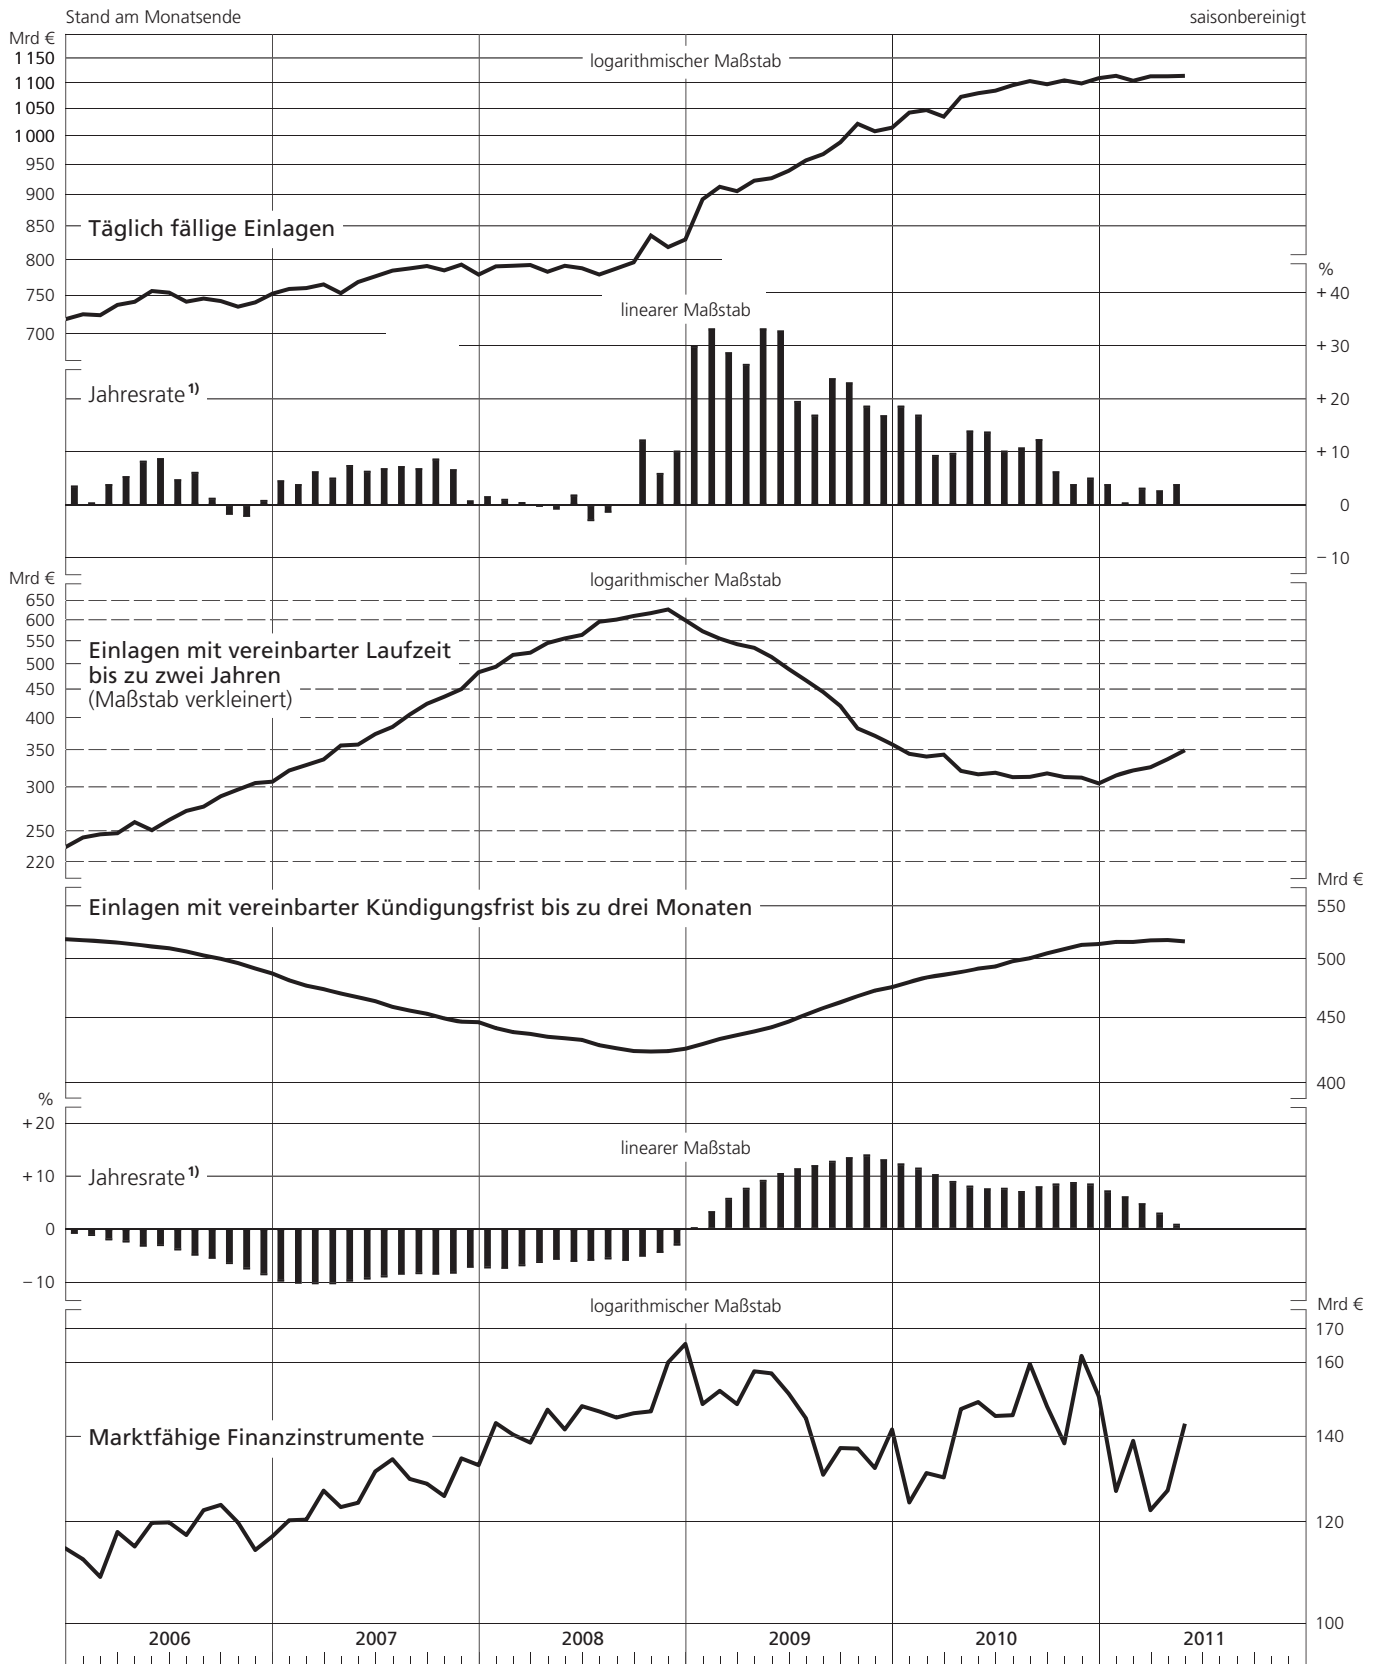 Stand am Monatsende
saisonbereinigt
Mrd €
logarithmischer Maßstab
1 150
1 100
1 050
1 000
950
900
850
800
750
700
Täglich fällige Einlagen
%
+ 40
+ 30
+ 20
+ 10
0
− 10
linearer Maßstab
Jahresrate 1)
Mrd €
logarithmischer Maßstab
650
600
550
500
450
400
350
300
250
220
Einlagen mit vereinbarter Laufzeit
bis zu zwei Jahren
(Maßstab verkleinert)
Mrd €
Einlagen mit vereinbarter Kündigungsfrist bis zu drei Monaten
550
500
450
400
%
+ 20
+ 10
0
− 10
linearer Maßstab
Jahresrate 1)
logarithmischer Maßstab
Mrd €
170
160
140
120
100
Marktfähige Finanzinstrumente
2006 2007 2008 2009 2010 2011